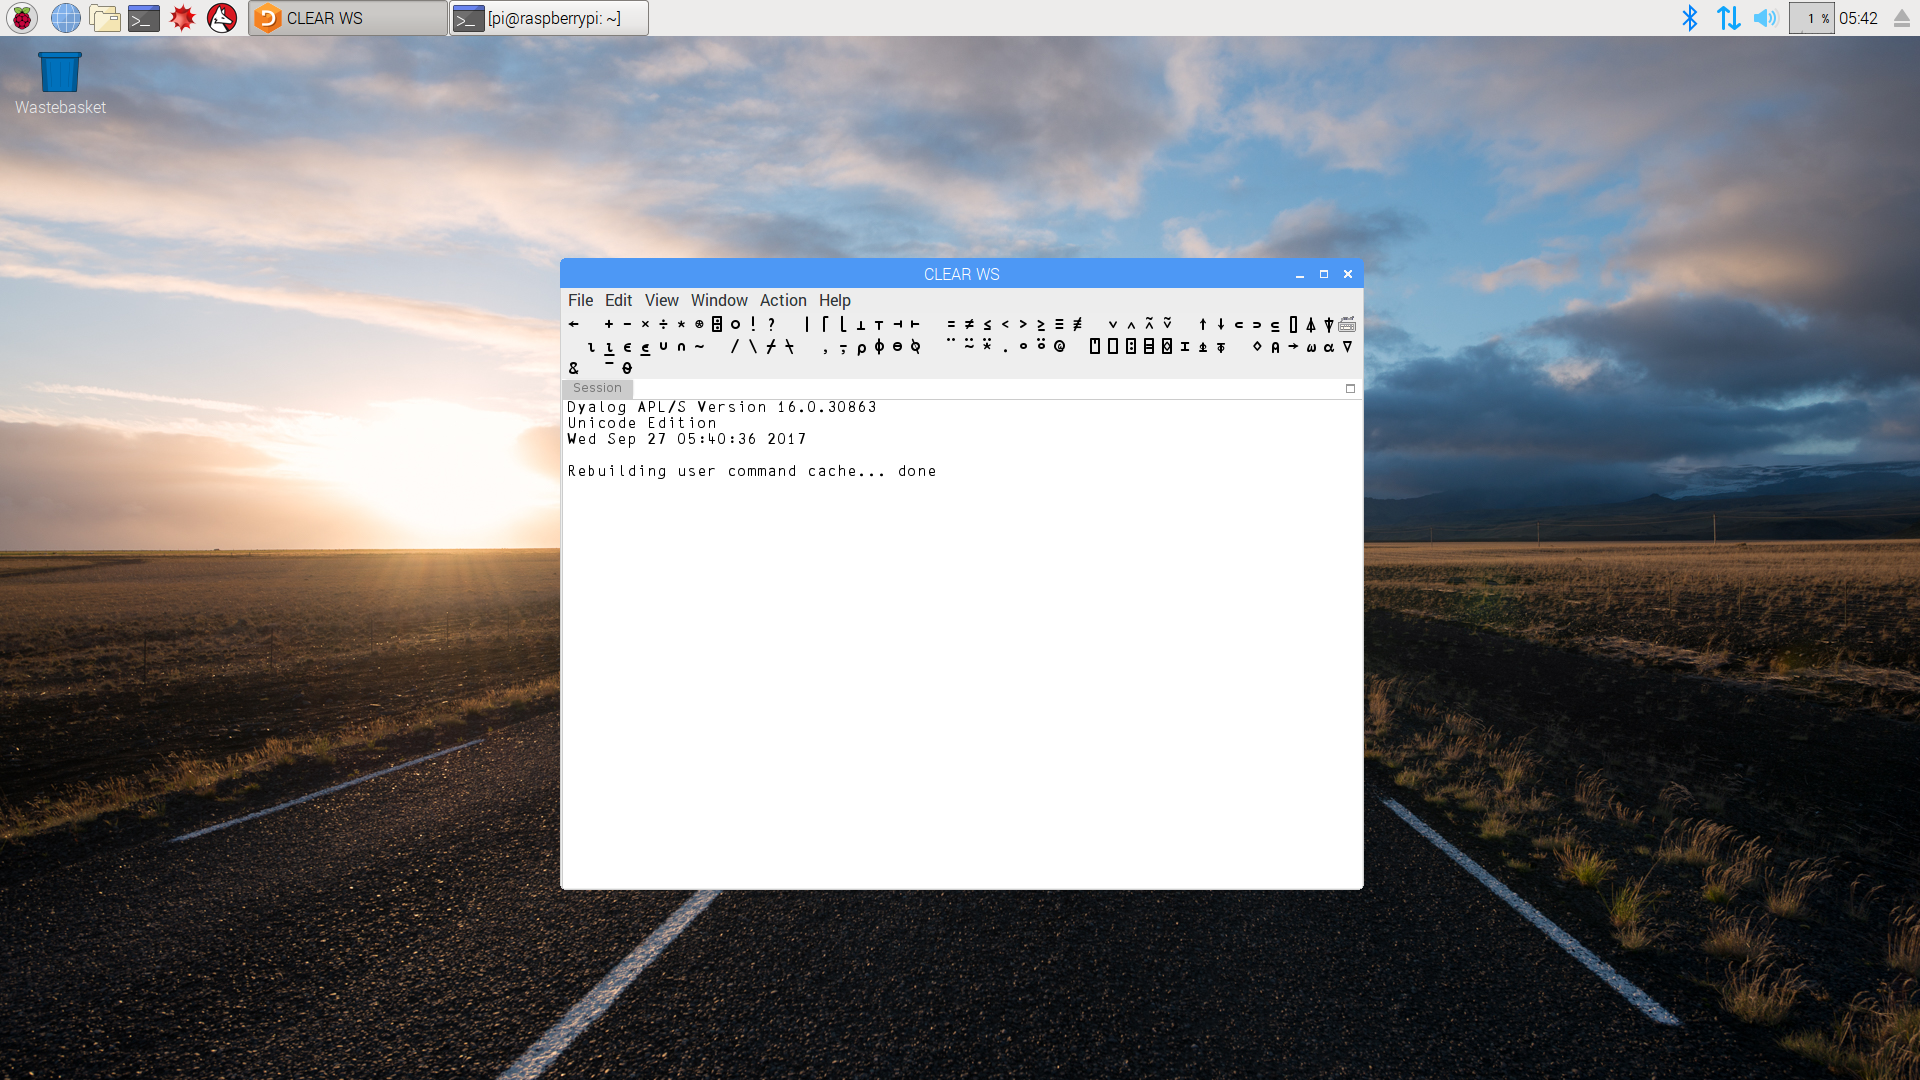 CLEAR WS
[pi@raspberrypi: ~]
1 %
05:42
Wastebasket
CLEAR WS
File Edit View Window Action Help
← + - × ÷ * ⍟ ⌹ ○ ! ? | ⌈ ⌊ ⊥ ⊤ ⊣ ⊢ = ≠ ≤ < > ≥ ≡ ≢ ∨ ∧ ⍲ ⍱ ↑ ↓ ⊂ ⊃ ⊆ ⌷ ⍋ ⍒
⍳ ⍸ ∊ ⍷ ∪ ∩ ~ / \ ⌿ ⍀ , ⍪ ⍴ ⌽ ⊖ ⍉ ¨ ⍨ ⍣ . ∘ ⍤ @ ⍞ ⎕ ⍠ ⌸ ⌺ ⌶ ⍎ ⍕ ⋄ ⍝ → ⍵ ⍺ ∇
& ¯ ⍬
Session
Dyalog APL/S Version 16.0.30863
Unicode Edition
Wed Sep 27 05:40:36 2017
Rebuilding user command cache... done